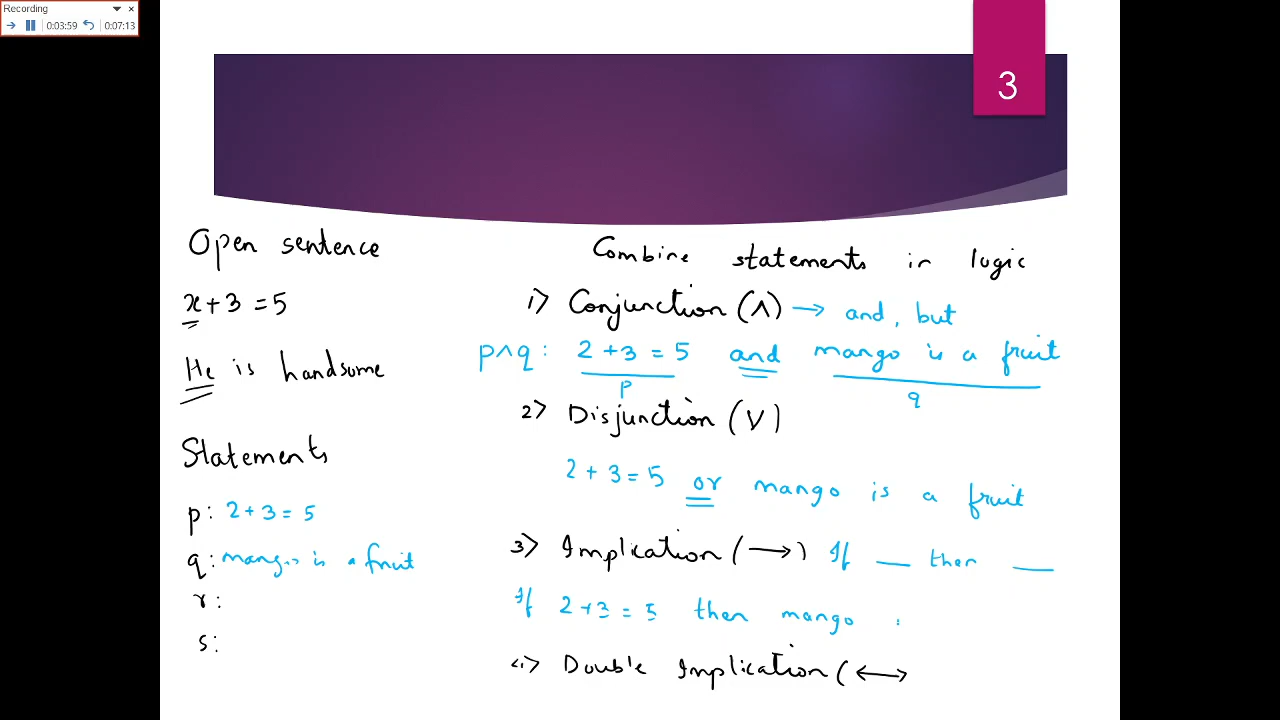 Recording
0:03:59 0:07:13
3
Open sentence
x + 3 = 5
He is handsome
Statements
p: 2 + 3 = 5
q: mango is a fruit
r:
s:
Combine statements in logic
1) Conjunction (∧) → and, but
p∧q: 2 + 3 = 5 and mango is a fruit
p q
2) Disjunction (∨)
2 + 3 = 5 or mango is a fruit
3) Implication (→) If __ then __
If 2 + 3 = 5 then mango
4) Double Implication (↔